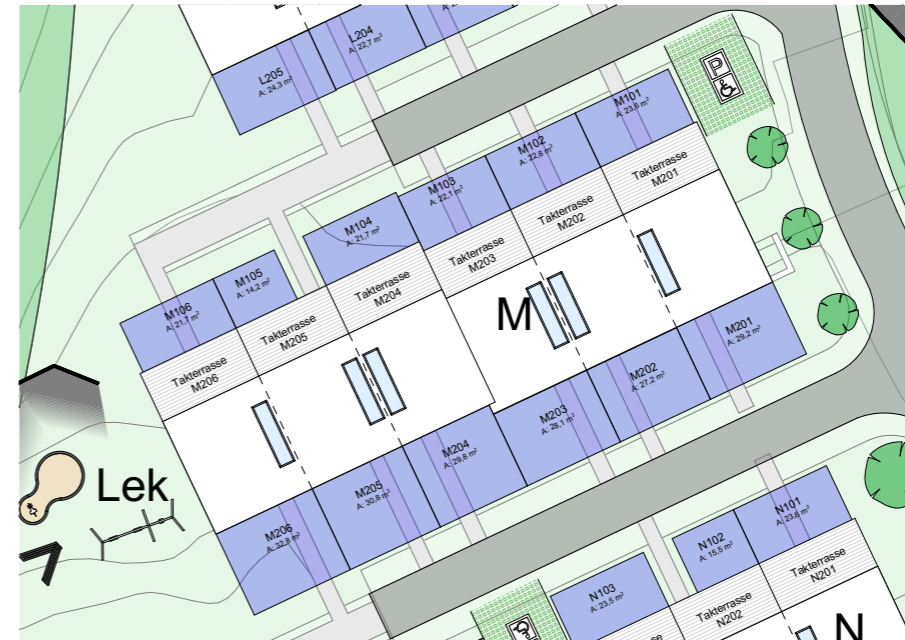 L204
A: 22,7 m²
L205
A: 24,3 m²
P
M101
A: 23,6 m²
M102
A: 22,8 m²
M103
A: 22,1 m²
M104
A: 21,7 m²
M105
A: 14,2 m²
M106
A: 21,7 m²
Takterrasse
M201
Takterrasse
M202
Takterrasse
M203
Takterrasse
M204
Takterrasse
M205
Takterrasse
M206
M
M201
A: 29,2 m²
M202
A: 27,2 m²
M203
A: 28,1 m²
M204
A: 29,8 m²
M205
A: 30,8 m²
M206
A: 32,8 m²
Lek
N101
A: 23,6 m²
N102
A: 15,5 m²
N103
A: 23,5 m²
Takterrasse
N201
Takterrasse
N202
N